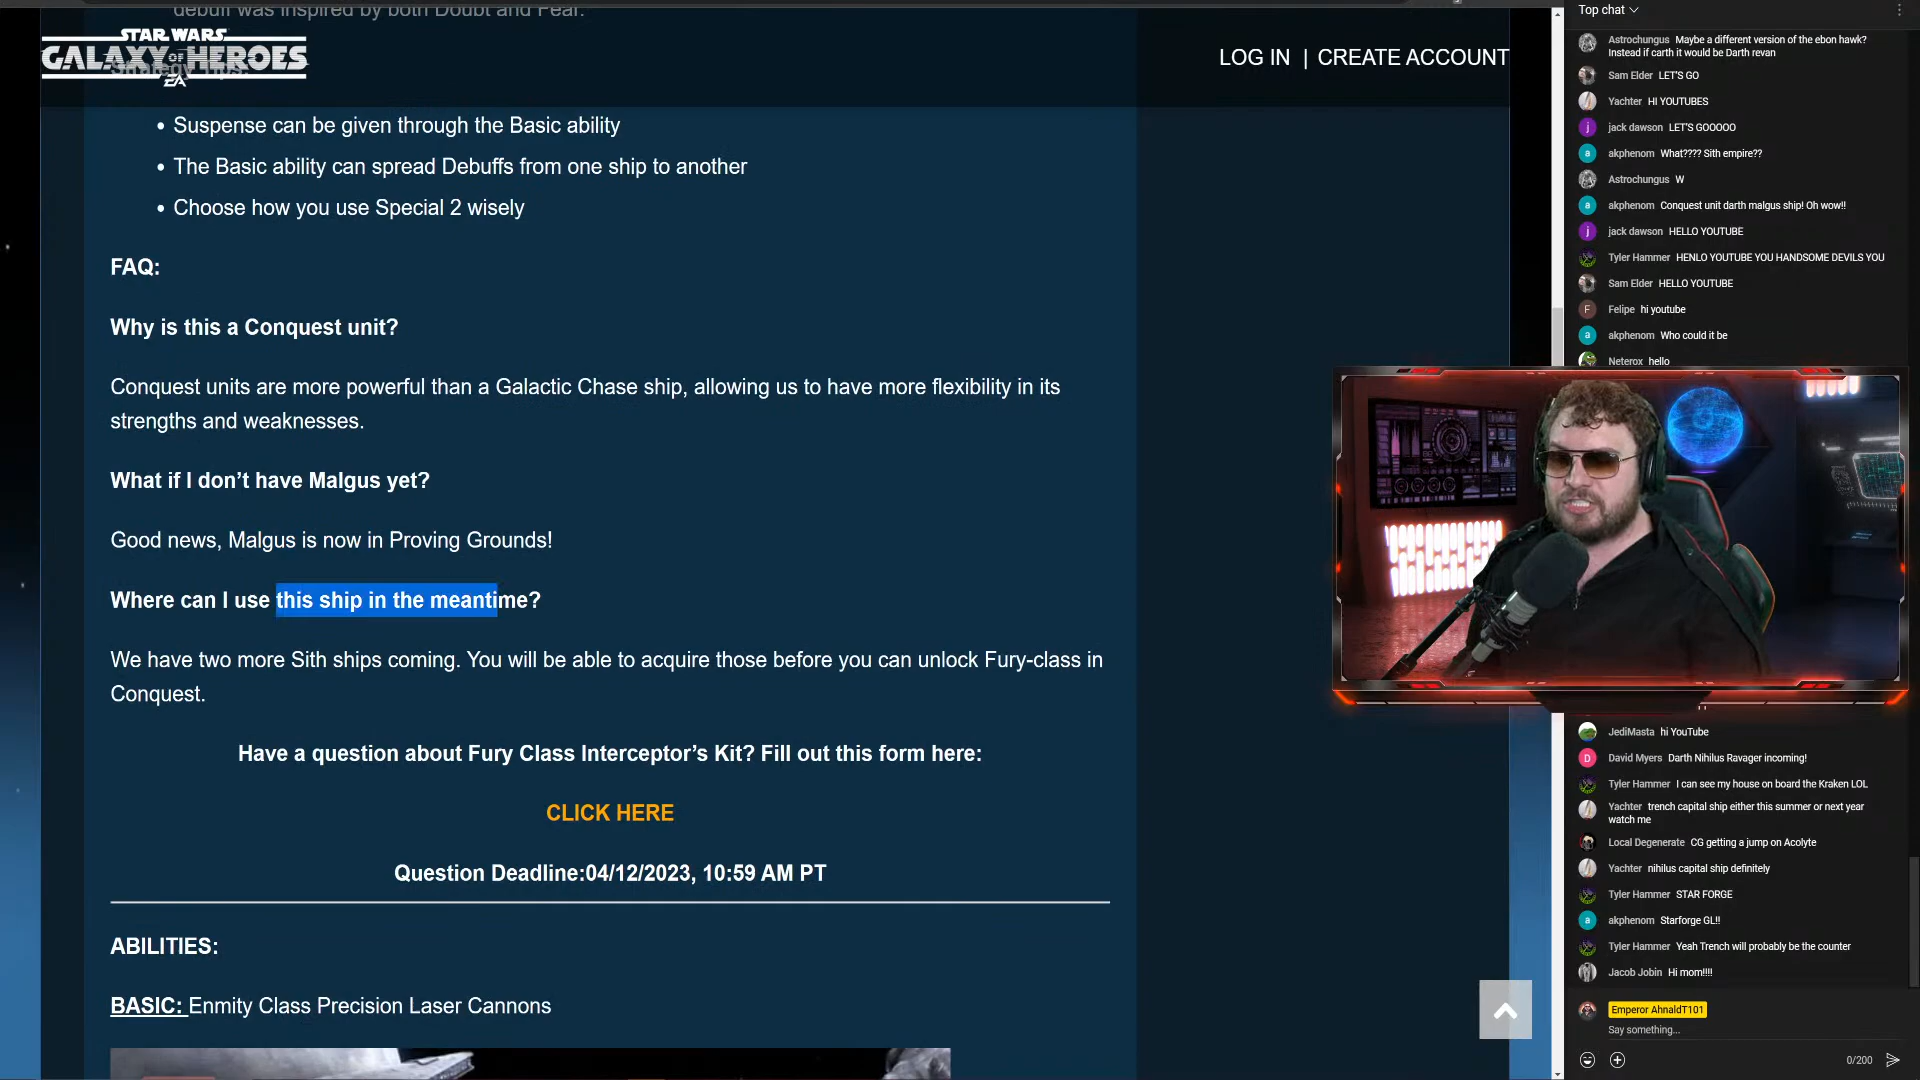 debuff was inspired by both Doubt and Fear.
STAR WARS
GALAXY OF HEROES
EA
Strategy Tips:
LOG IN | CREATE ACCOUNT
• Suspense can be given through the Basic ability
• The Basic ability can spread Debuffs from one ship to another
• Choose how you use Special 2 wisely
FAQ:
Why is this a Conquest unit?
Conquest units are more powerful than a Galactic Chase ship, allowing us to have more flexibility in its
strengths and weaknesses.
What if I don’t have Malgus yet?
Good news, Malgus is now in Proving Grounds!
Where can I use this ship in the meantime?
We have two more Sith ships coming. You will be able to acquire those before you can unlock Fury-class in
Conquest.
Have a question about Fury Class Interceptor’s Kit? Fill out this form here:
CLICK HERE
Question Deadline:04/12/2023, 10:59 AM PT
ABILITIES:
BASIC: Enmity Class Precision Laser Cannons
Top chat
Astrochungus Maybe a different version of the ebon hawk?
Instead if carth it would be Darth revan
Sam Elder LET'S GO
Yachter HI YOUTUBES
j jack dawson LET'S GOOOOO
a akphenom What???? Sith empire??
Astrochungus W
a akphenom Conquest unit darth malgus ship! Oh wow!!
j jack dawson HELLO YOUTUBE
Tyler Hammer HENLO YOUTUBE YOU HANDSOME DEVILS YOU
Sam Elder HELLO YOUTUBE
F Felipe hi youtube
a akphenom Who could it be
Neterox hello
JediMasta hi YouTube
D David Myers Darth Nihilus Ravager incoming!
Tyler Hammer I can see my house on board the Kraken LOL
Yachter trench capital ship either this summer or next year
watch me
Local Degenerate CG getting a jump on Acolyte
Yachter nihilus capital ship definitely
Tyler Hammer STAR FORGE
a akphenom Starforge GL!!
Tyler Hammer Yeah Trench will probably be the counter
Jacob Jobin Hi mom!!!!
Emperor AhnaldT101
Say something...
0/200